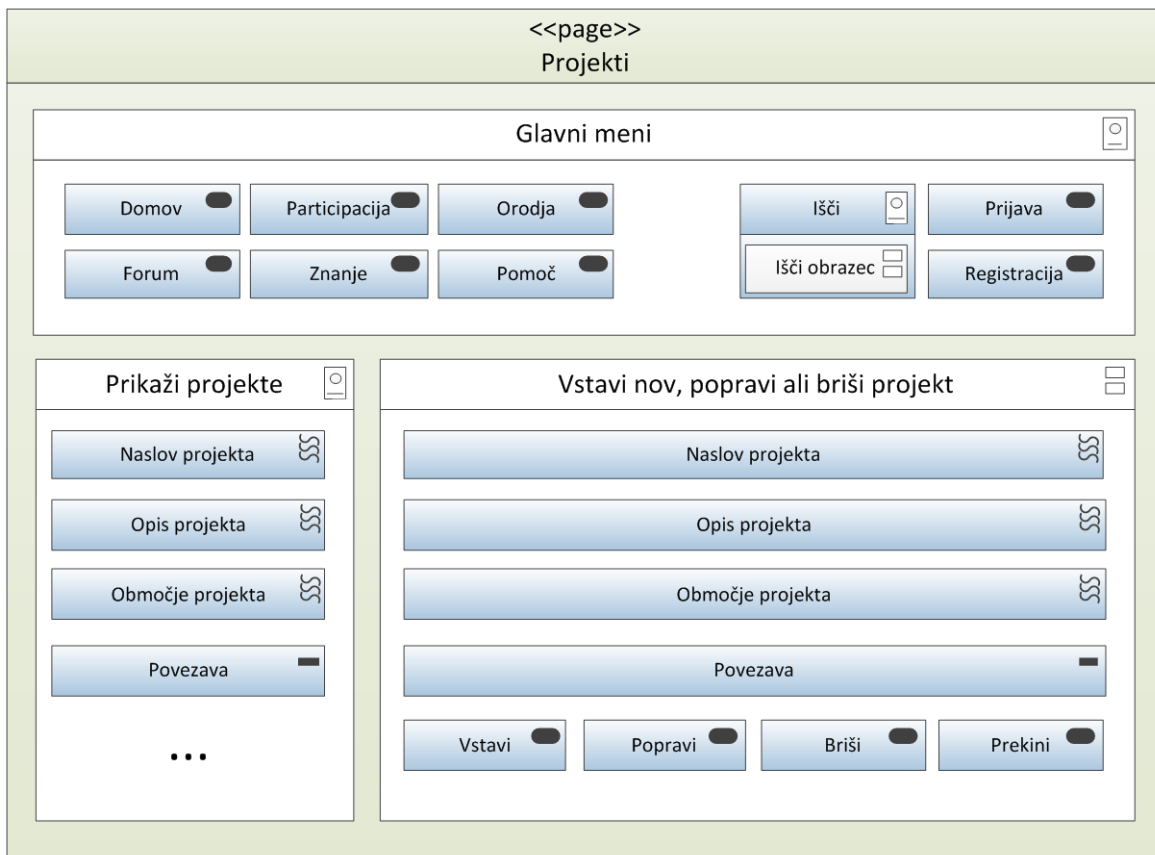 <<page>>
Projekti
Glavni meni
Domov
Participacija
Orodja
Išči
Prijava
Forum
Znanje
Pomoč
Išči obrazec
Registracija
Prikaži projekte
Naslov projekta
Opis projekta
Območje projekta
Povezava
...
Vstavi nov, popravi ali briši projekt
Naslov projekta
Opis projekta
Območje projekta
Povezava
Vstavi
Popravi
Briši
Prekini